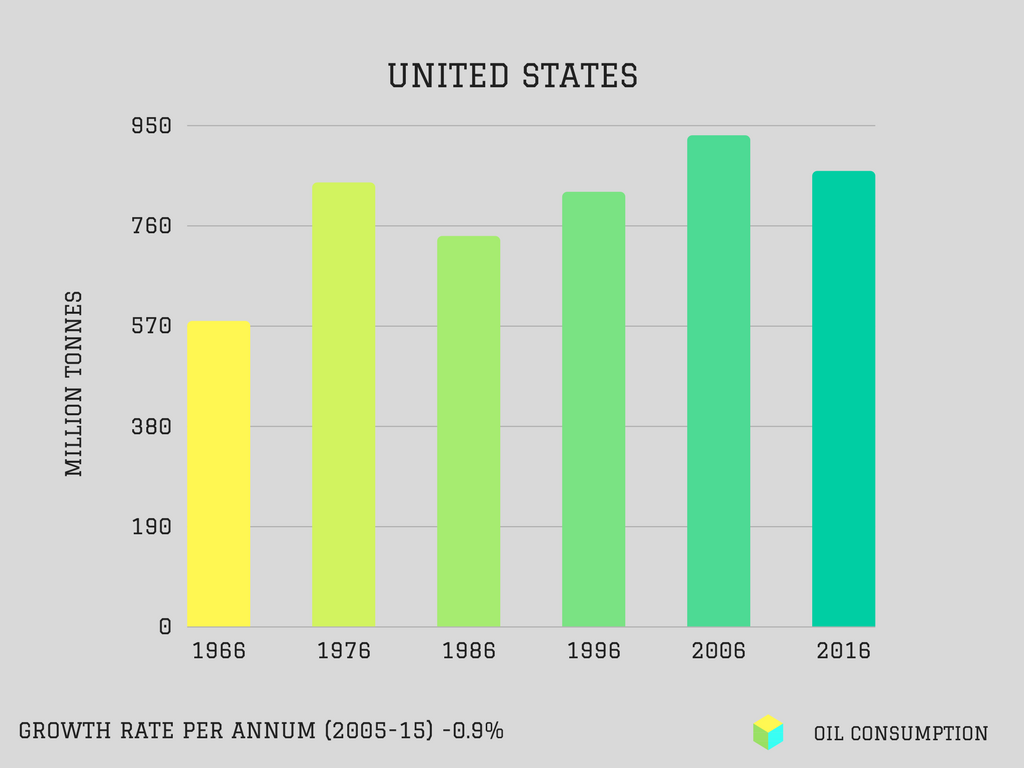 UNITED STATES
950
760
570
380
190
0
MILLION TONNES
1966 1976 1986 1996 2006 2016
GROWTH RATE PER ANNUM (2005-15) -0.9%
OIL CONSUMPTION